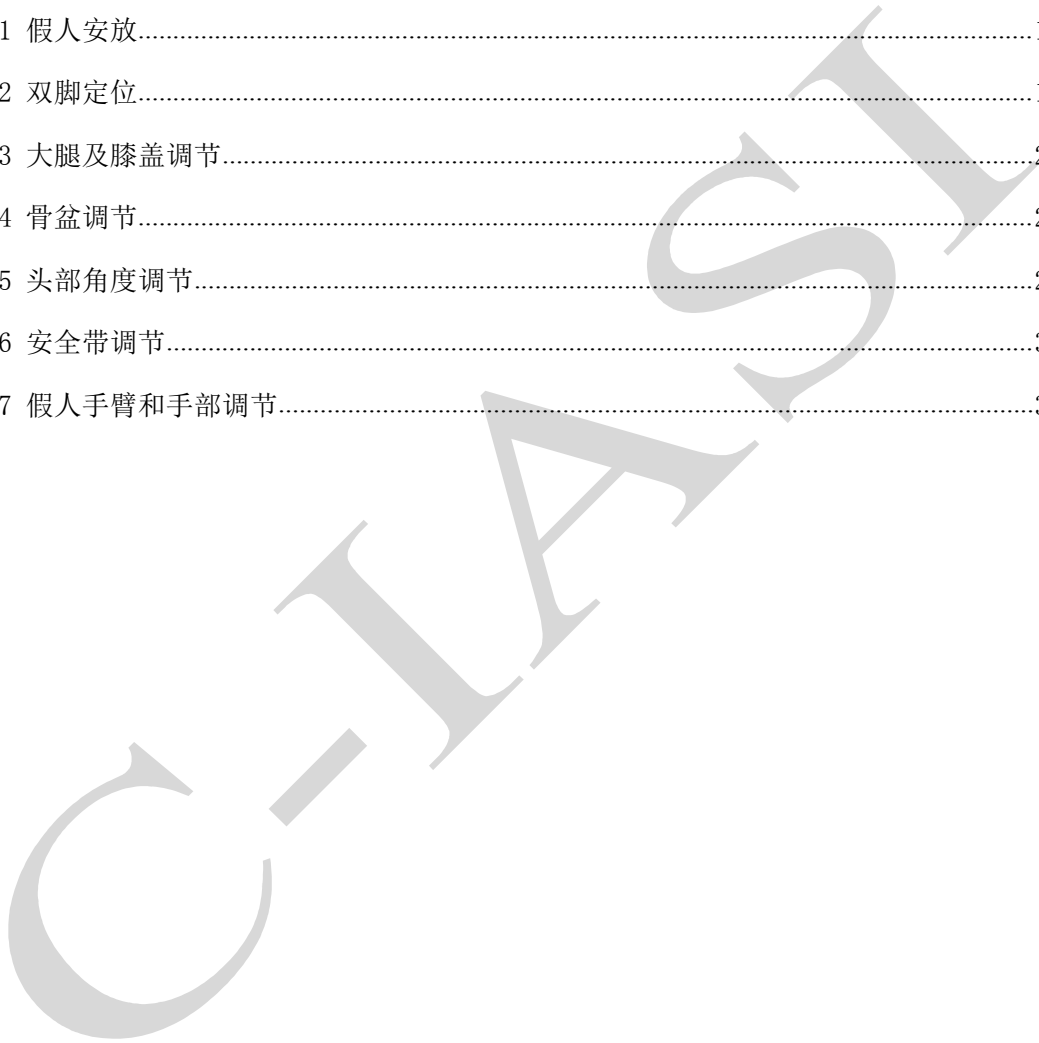 1 假人安放
2 双脚定位
3 大腿及膝盖调节
4 骨盆调节
5 头部角度调节
6 安全带调节
7 假人手臂和手部调节
C-IASI